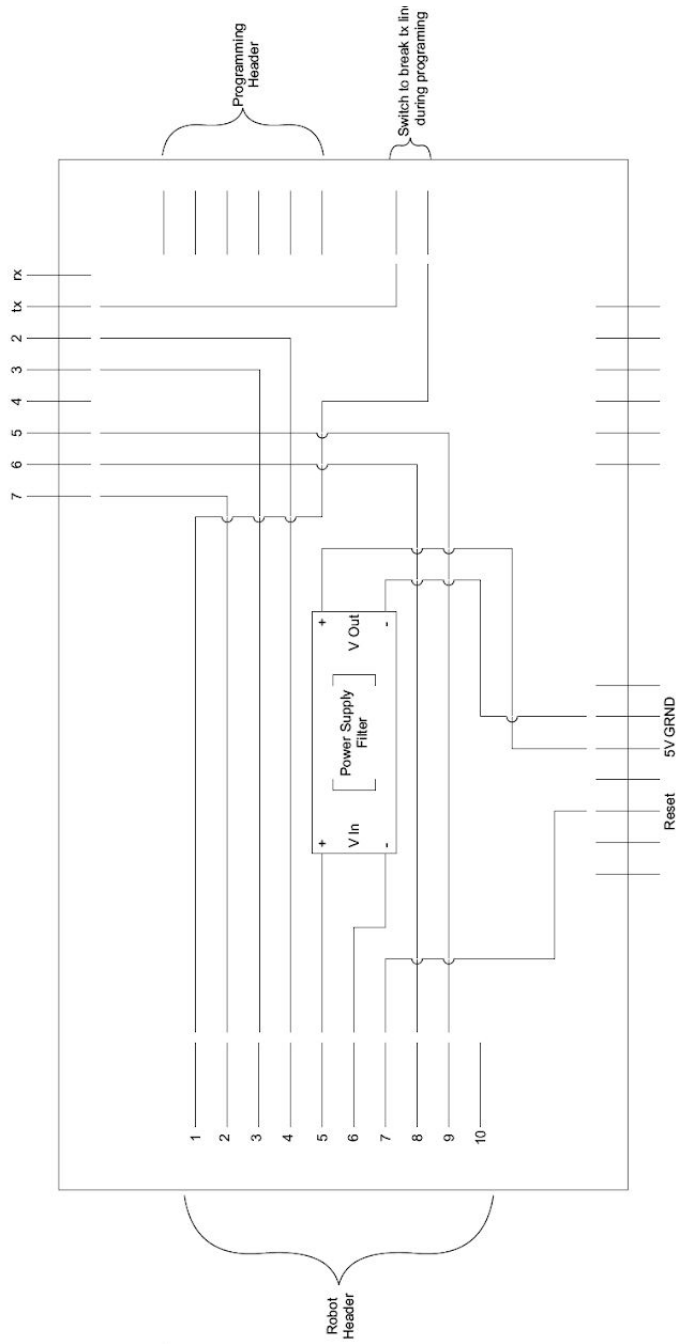 Programming
Header
Switch to break tx lin
during programing
rx
tx
2
3
4
5
6
7
+
V Out
-
Power Supply
Filter
+
V In
-
5V GRND
Reset
1
2
3
4
5
6
7
8
9
10
Robot
Header